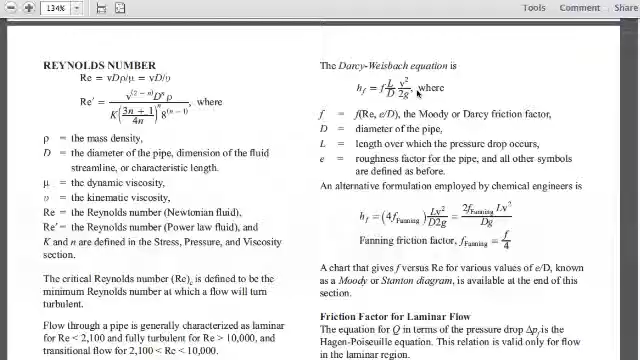 134%
Tools
Comment
Share
REYNOLDS NUMBER
Re = vDρ/μ = vD/υ
Re′ = v^(2 – n) D^n ρ / K((3n + 1)/4n)^n 8^(n – 1), where
ρ = the mass density,
D = the diameter of the pipe, dimension of the fluid
streamline, or characteristic length.
μ = the dynamic viscosity,
υ = the kinematic viscosity,
Re = the Reynolds number (Newtonian fluid),
Re′ = the Reynolds number (Power law fluid), and
K and n are defined in the Stress, Pressure, and Viscosity
section.
The critical Reynolds number (Re)c is defined to be the
minimum Reynolds number at which a flow will turn
turbulent.
Flow through a pipe is generally characterized as laminar
for Re < 2,100 and fully turbulent for Re > 10,000, and
transitional flow for 2,100 < Re < 10,000.
The Darcy-Weisbach equation is
h_f = f L/D v²/2g, where
f = f(Re, e/D), the Moody or Darcy friction factor,
D = diameter of the pipe,
L = length over which the pressure drop occurs,
e = roughness factor for the pipe, and all other symbols
are defined as before.
An alternative formulation employed by chemical engineers is
h_f = (4f_Fanning) Lv²/D2g = 2f_Fanning Lv²/Dg
Fanning friction factor, f_Fanning = f/4
A chart that gives f versus Re for various values of e/D, known
as a Moody or Stanton diagram, is available at the end of this
section.
Friction Factor for Laminar Flow
The equation for Q in terms of the pressure drop Δp_f is the
Hagen-Poiseuille equation. This relation is valid only for flow
in the laminar region.